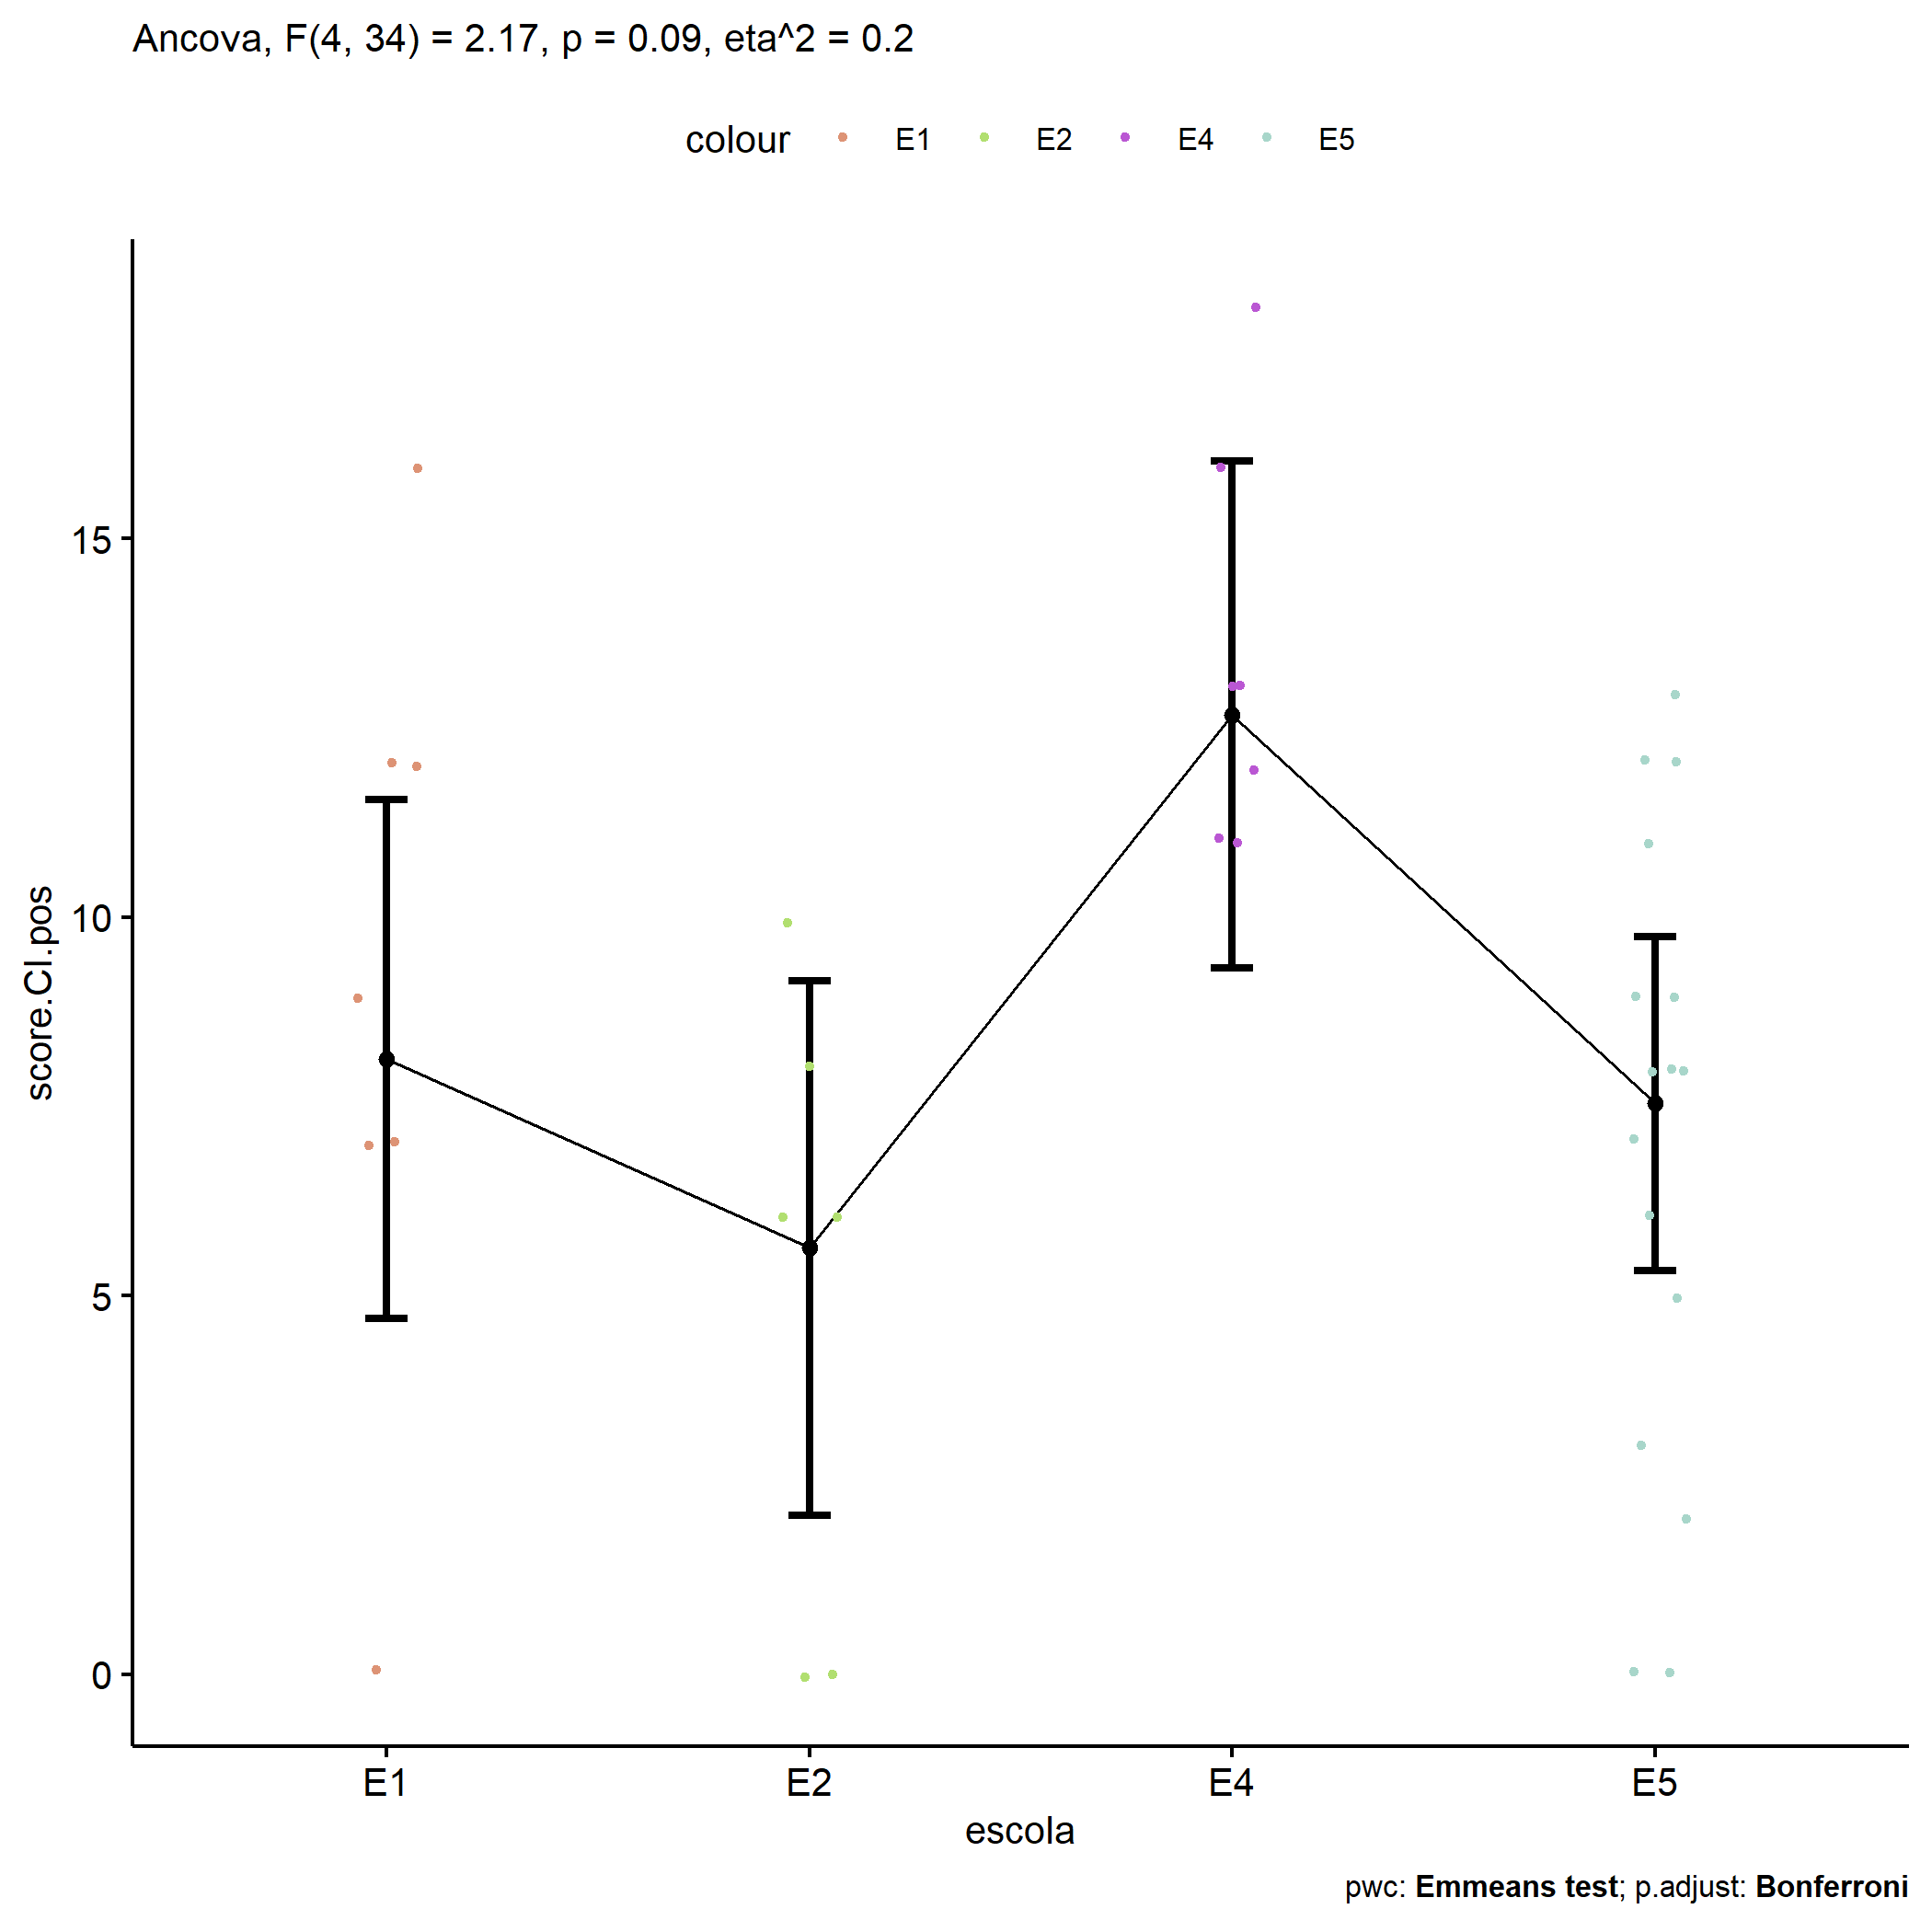 Ancova, F(4, 34) = 2.17, p = 0.09, eta^2 = 0.2
colour E1 E2 E4 E5
15
10
5
0
score.CI.pos
E1 E2 E4 E5
escola
pwc: Emmeans test; p.adjust: Bonferroni